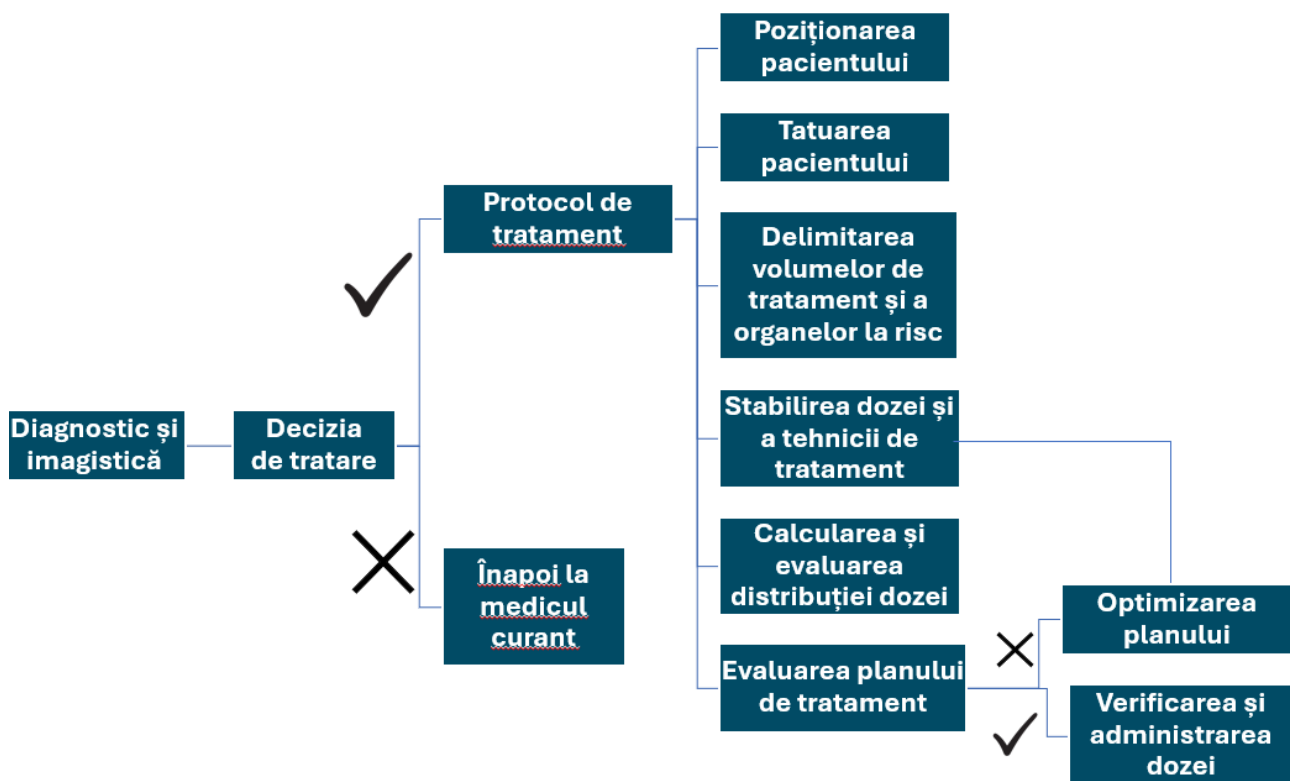 Diagnostic și
imagistică
Decizia
de tratare
Protocol de
tratament
Înapoi la
medicul
curant
Poziționarea
pacientului
Tatuarea
pacientului
Delimitarea
volumelor de
tratament și a
organelor la risc
Stabilirea dozei și
a tehnicii de
tratament
Calcularea și
evaluarea
distribuției dozei
Evaluarea planului
de tratament
Optimizarea
planului
Verificarea și
administrarea
dozei